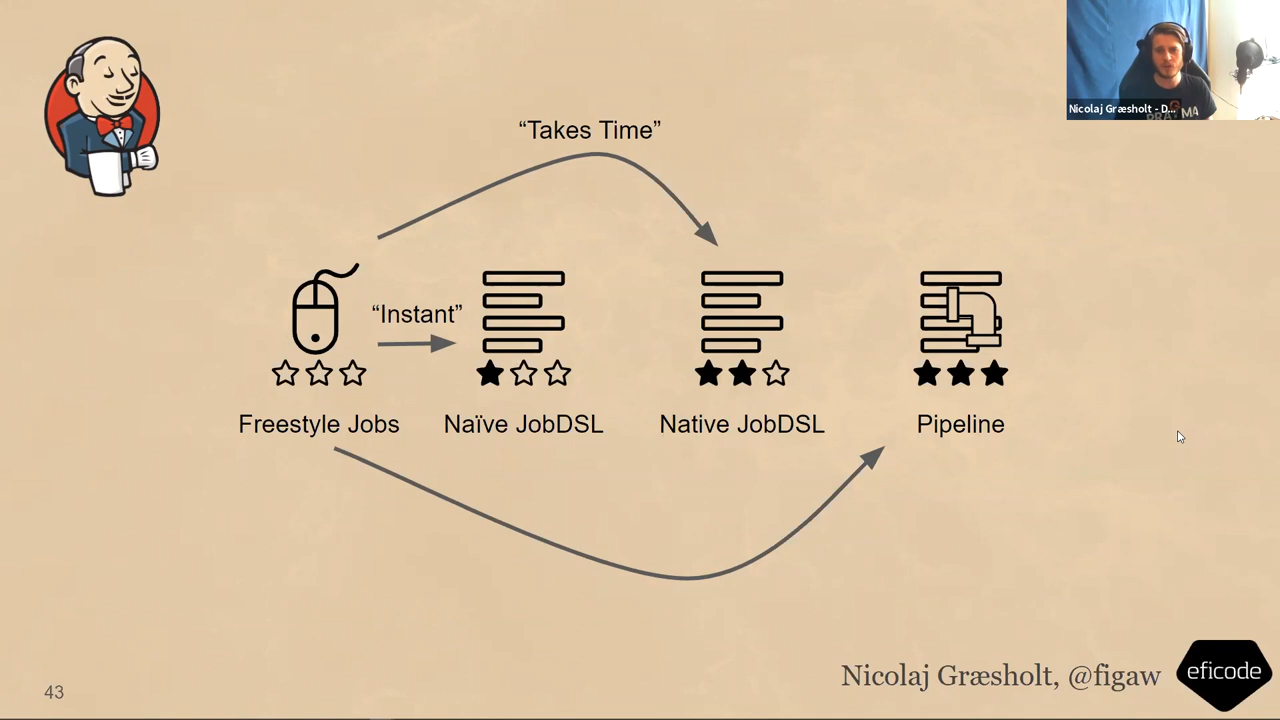 Nicolaj Græsholt - D...
“Takes Time”
“Instant”
Freestyle Jobs
Naïve JobDSL
Native JobDSL
Pipeline
Nicolaj Græsholt, @figaw
eficode
43